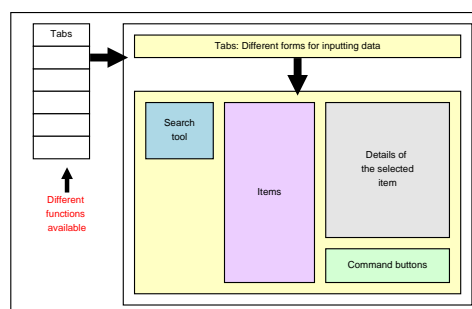 Tabs
Tabs: Different forms for inputting data
Search
tool
Items
Details of
the selected
item
Command buttons
Different
functions
available